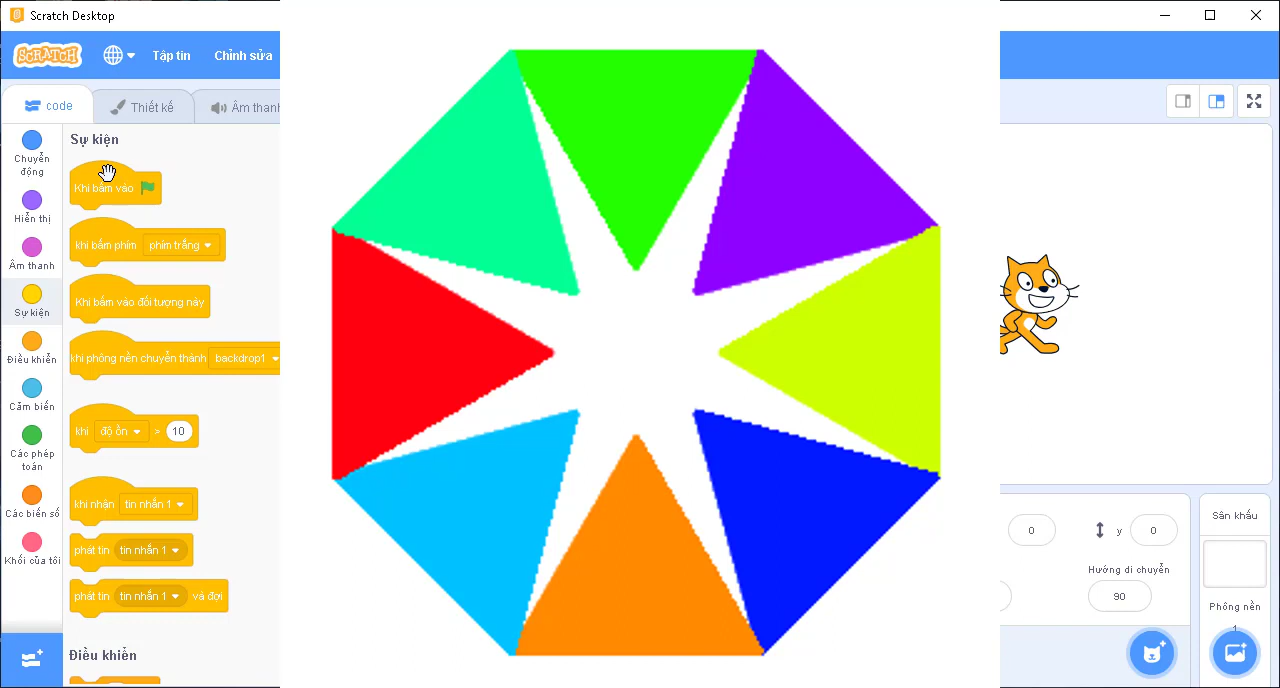 Scratch Desktop
SCRATCH
Tập tin
Chỉnh sửa
code
Thiết kế
Âm thanh
Chuyển động
Hiển thị
Âm thanh
Sự kiện
Điều khiển
Cảm biến
Các phép toán
Các biến số
Khối của tôi
Sự kiện
Khi bấm vào
khi bấm phím phím trắng
Khi bấm vào đối tượng này
khi phông nền chuyển thành backdrop1
khi độ ồn > 10
khi nhận tin nhắn 1
phát tin tin nhắn 1
phát tin tin nhắn 1 và đợi
Điều khiển
0
y 0
Hướng di chuyển
90
Sân khấu
Phông nền
1